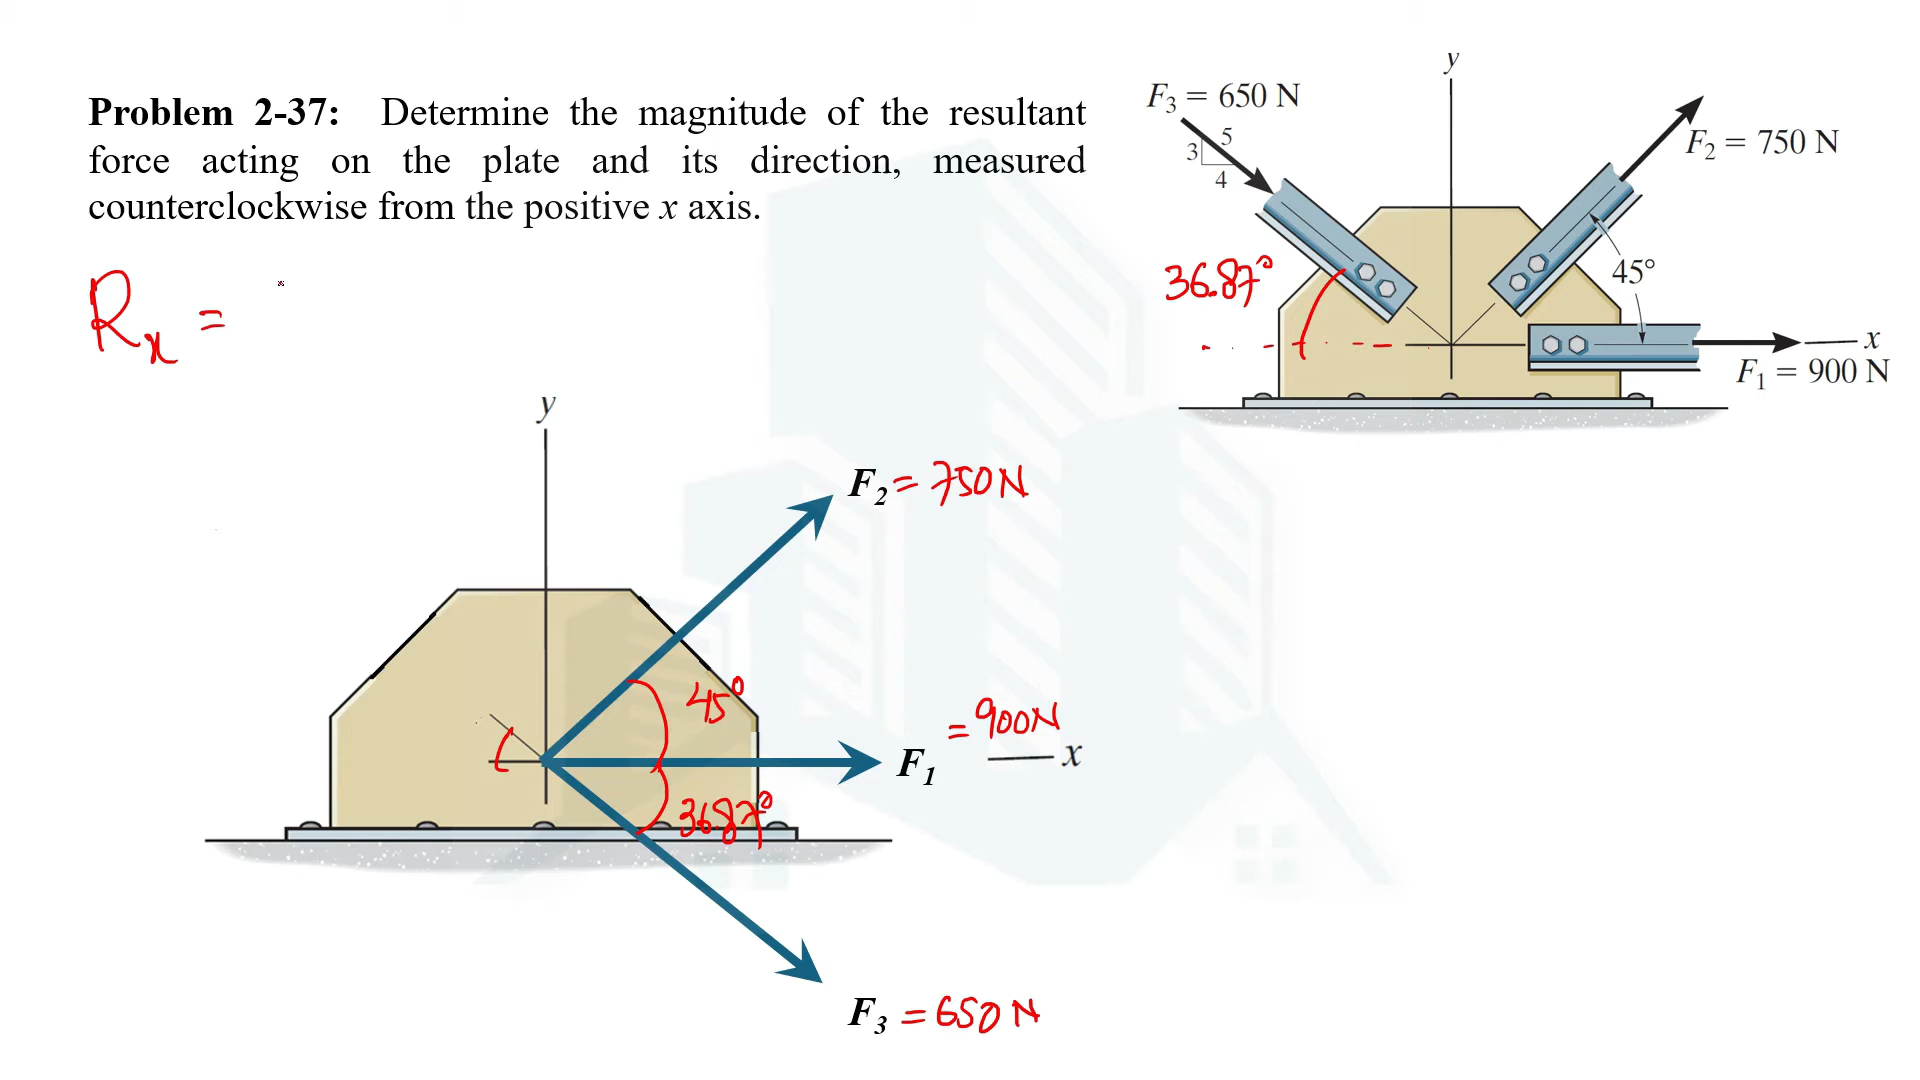 Problem 2-37: Determine the magnitude of the resultant
force acting on the plate and its direction, measured
counterclockwise from the positive x axis.
Rx =
y
F3 = 650 N
5
3
4
F2 = 750 N
36.87°
45°
x
F1 = 900 N
y
F2 = 750N
45°
= 900N
F1
x
36.87°
F3 = 650 N